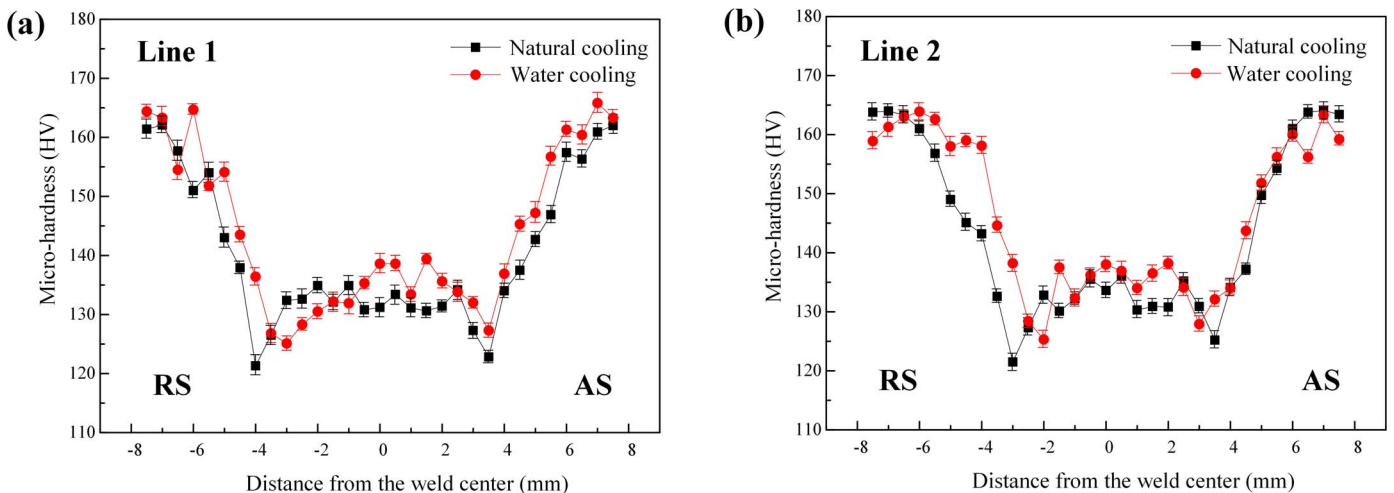 (a)
Line 1
Natural cooling
Water cooling
180
170
160
150
140
130
120
110
Micro-hardness (HV)
RS
AS
-8
-6
-4
-2
0
2
4
6
8
Distance from the weld center (mm)
(b)
Line 2
Natural cooling
Water cooling
180
170
160
150
140
130
120
110
Micro-hardness (HV)
RS
AS
-8
-6
-4
-2
0
2
4
6
8
Distance from the weld center (mm)